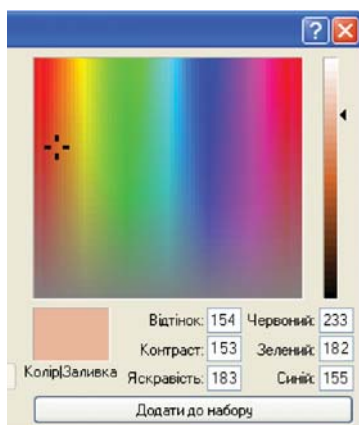 Відтінок: 154 Червоний: 233
Контраст: 153 Зелений: 182
Колір|Заливка Яскравість: 183 Синій: 155
Додати до набору